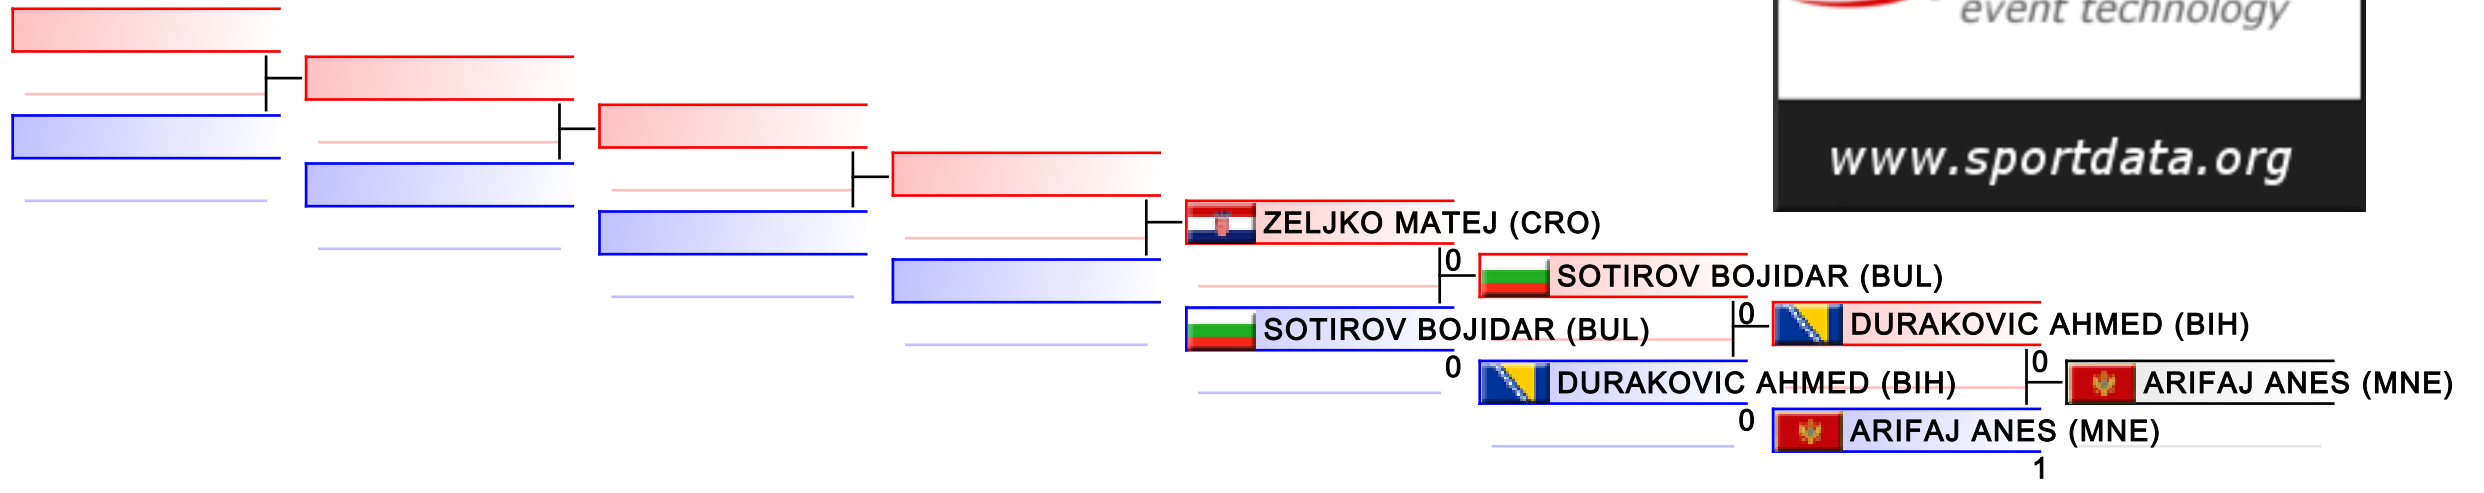 event technology
www.sportdata.org
ZELJKO MATEJ (CRO)
0
SOTIROV BOJIDAR (BUL)
SOTIROV BOJIDAR (BUL)
0
0
DURAKOVIC AHMED (BIH)
DURAKOVIC AHMED (BIH)
0
0
ARIFAJ ANES (MNE)
ARIFAJ ANES (MNE)
1